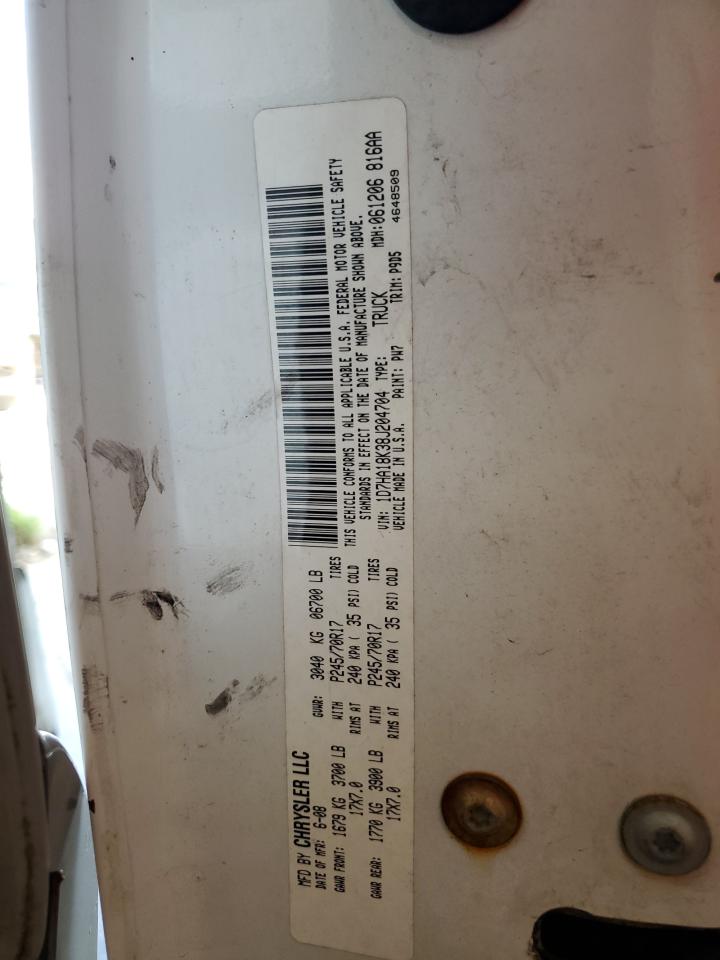 MFD BY CHRYSLER LLC
DATE OF MFR: 6-08 GVWR: 3040 KG 06700 LB
GAWR FRONT: 1679 KG 3700 LB WITH P245/70R17 TIRES
17X7.0 RIMS AT 240 KPA ( 35 PSI) COLD
GAWR REAR: 1770 KG 3900 LB WITH P245/70R17 TIRES
17X7.0 RIMS AT 240 KPA ( 35 PSI) COLD
THIS VEHICLE CONFORMS TO ALL APPLICABLE U.S.A. FEDERAL MOTOR VEHICLE SAFETY
STANDARDS IN EFFECT ON THE DATE OF MANUFACTURE SHOWN ABOVE.
VIN: 1D7HA18K38J204704 TYPE: TRUCK MDH:061206 816AA
VEHICLE MADE IN U.S.A. PAINT: PW7 TRIM: P9D5 4648509